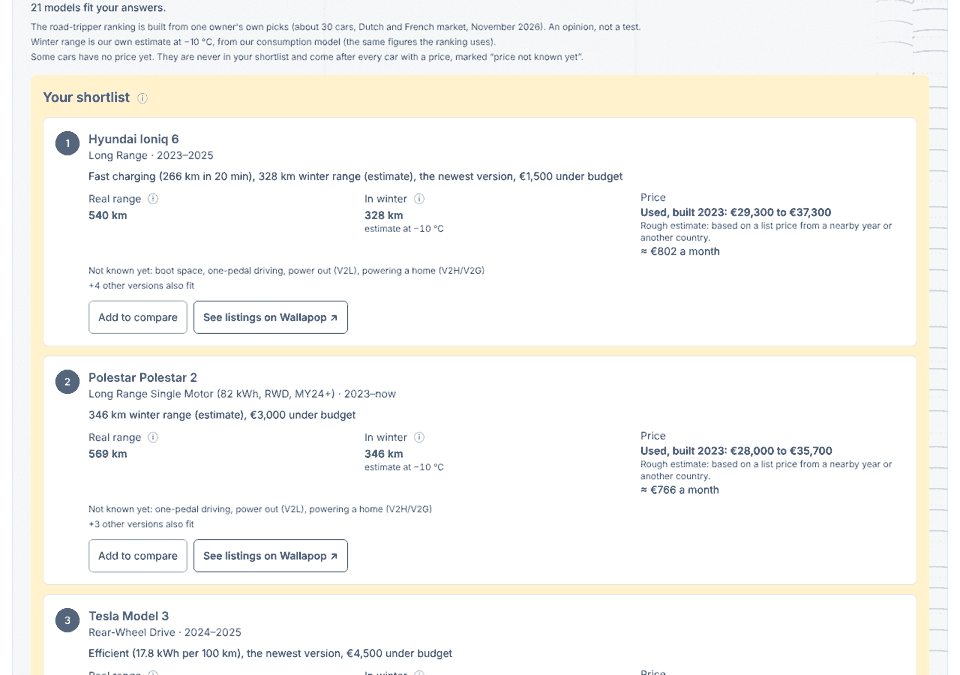 21 models fit your answers.
The road-tripper ranking is built from one owner's own picks (about 30 cars, Dutch and French market, November 2026). An opinion, not a test.
Winter range is our own estimate at −10 °C, from our consumption model (the same figures the ranking uses).
Some cars have no price yet. They are never in your shortlist and come after every car with a price, marked “price not known yet”.
Your shortlist ⓘ
1
Hyundai Ioniq 6
Long Range · 2023–2025
Fast charging (266 km in 20 min), 328 km winter range (estimate), the newest version, €1,500 under budget
Real range ⓘ
540 km
In winter ⓘ
328 km
estimate at −10 °C
Price
Used, built 2023: €29,300 to €37,300
Rough estimate: based on a list price from a nearby year or
another country.
≈ €802 a month
Not known yet: boot space, one-pedal driving, power out (V2L), powering a home (V2H/V2G)
+4 other versions also fit
Add to compare
See listings on Wallapop ↗
2
Polestar Polestar 2
Long Range Single Motor (82 kWh, RWD, MY24+) · 2023–now
346 km winter range (estimate), €3,000 under budget
Real range ⓘ
569 km
In winter ⓘ
346 km
estimate at −10 °C
Price
Used, built 2023: €28,000 to €35,700
Rough estimate: based on a list price from a nearby year or
another country.
≈ €766 a month
Not known yet: one-pedal driving, power out (V2L), powering a home (V2H/V2G)
+3 other versions also fit
Add to compare
See listings on Wallapop ↗
3
Tesla Model 3
Rear-Wheel Drive · 2024–2025
Efficient (17.8 kWh per 100 km), the newest version, €4,500 under budget
Real range ⓘ
In winter ⓘ
Price